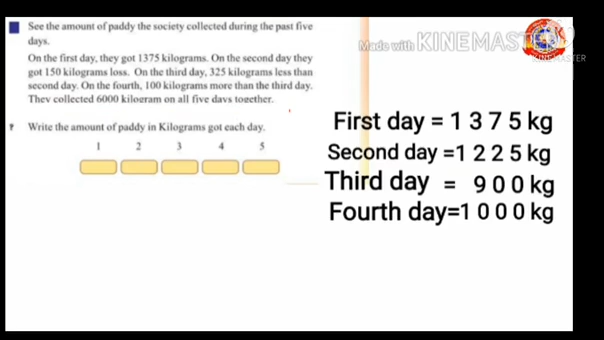 See the amount of paddy the society collected during the past five
days.
On the first day, they got 1375 kilograms. On the second day they
got 150 kilograms loss. On the third day, 325 kilograms less than
second day. On the fourth, 100 kilograms more than the third day.
They collected 6000 kilogram on all five days together.
? Write the amount of paddy in Kilograms got each day.
1 2 3 4 5
Made with KINEMASTER
First day = 1 3 7 5 kg
Second day =1 2 2 5 kg
Third day = 9 0 0 kg
Fourth day=1 0 0 0 kg